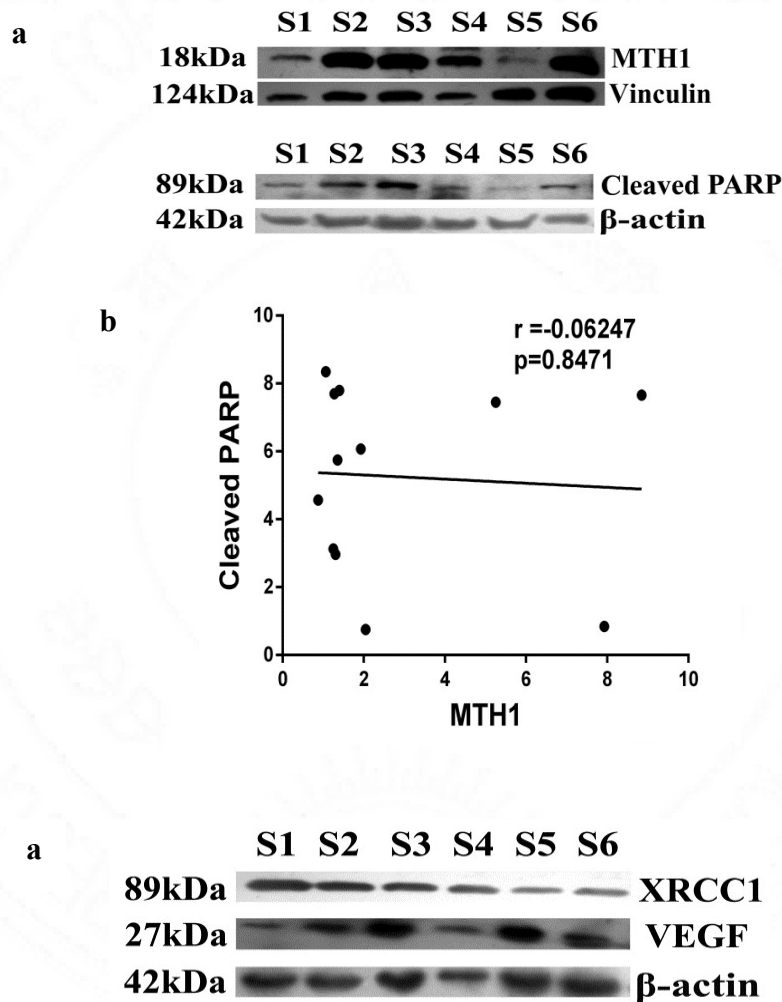 a
S1 S2 S3 S4 S5 S6
18kDa MTH1
124kDa Vinculin
S1 S2 S3 S4 S5 S6
89kDa Cleaved PARP
42kDa β-actin
b
r =-0.06247
p=0.8471
10
8
6
4
2
0
Cleaved PARP
0 2 4 6 8 10
MTH1
a
S1 S2 S3 S4 S5 S6
89kDa XRCC1
27kDa VEGF
42kDa β-actin